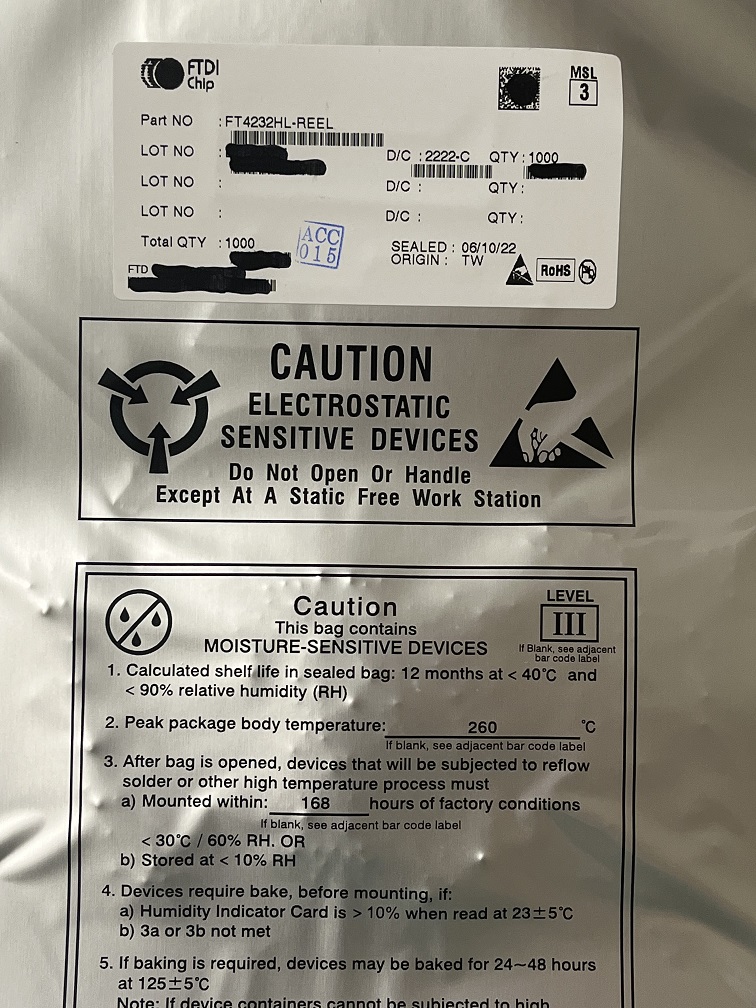 FTDI
Chip
MSL
3
Part NO : FT4232HL-REEL
LOT NO :
D/C : 2222-C QTY : 1000
LOT NO :
D/C : QTY :
LOT NO :
D/C : QTY :
Total QTY : 1000
ACC
015
SEALED : 06/10/22
ORIGIN : TW
FTD
RoHS
CAUTION
ELECTROSTATIC
SENSITIVE DEVICES
Do Not Open Or Handle
Except At A Static Free Work Station
Caution
This bag contains
MOISTURE-SENSITIVE DEVICES
LEVEL
III
If Blank, see adjacent
bar code label
1. Calculated shelf life in sealed bag: 12 months at < 40°C and
< 90% relative humidity (RH)
2. Peak package body temperature: 260 °C
If blank, see adjacent bar code label
3. After bag is opened, devices that will be subjected to reflow
solder or other high temperature process must
a) Mounted within: 168 hours of factory conditions
If blank, see adjacent bar code label
< 30°C / 60% RH. OR
b) Stored at < 10% RH
4. Devices require bake, before mounting, if:
a) Humidity Indicator Card is > 10% when read at 23±5°C
b) 3a or 3b not met
5. If baking is required, devices may be baked for 24~48 hours
at 125±5°C
Note: If device containers cannot be subjected to high